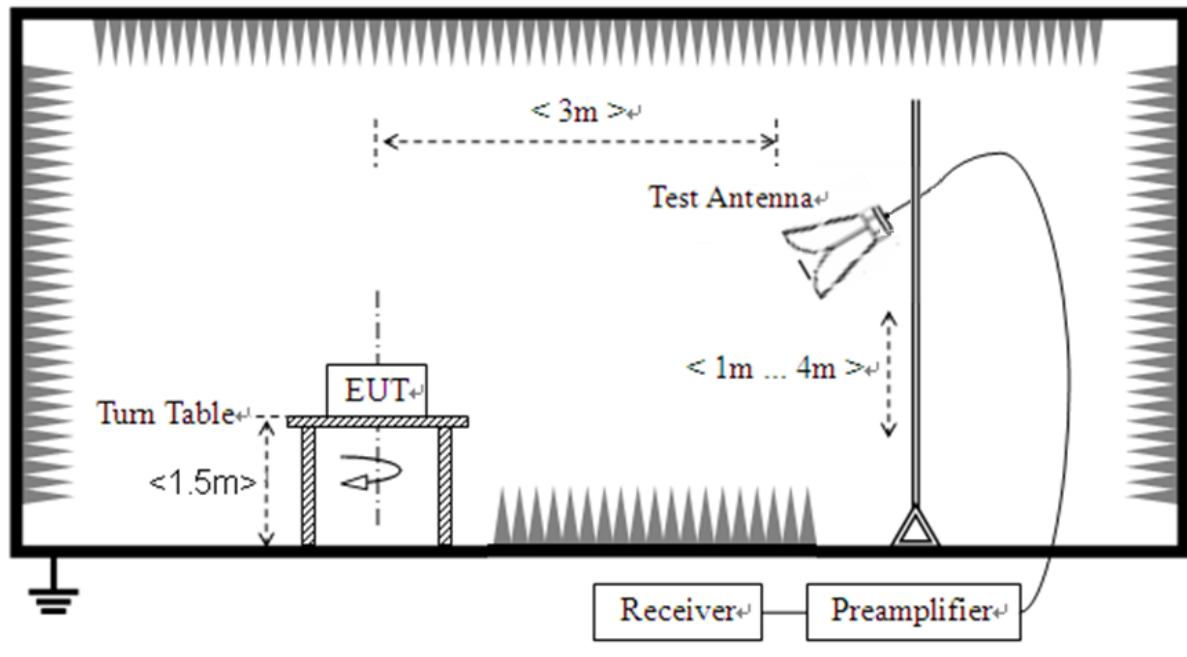 < 3m >↵
Test Antenna↵
< 1m ... 4m >↵
EUT↵
Turn Table↵
<1.5m>
Receiver↵
Preamplifier↵